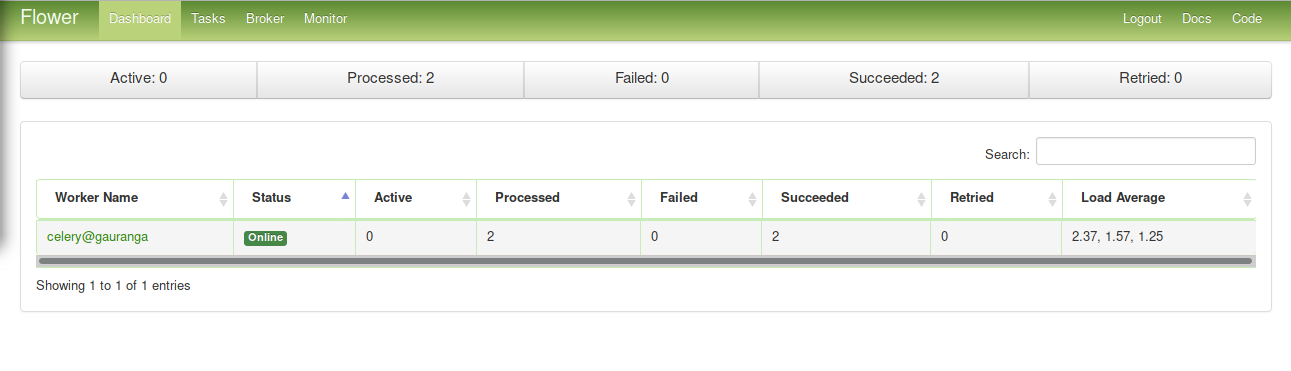 Flower Dashboard Tasks Broker Monitor Logout Docs Code
Active: 0 Processed: 2 Failed: 0 Succeeded: 2 Retried: 0
Search:
Worker Name Status Active Processed Failed Succeeded Retried Load Average
celery@gauranga Online 0 2 0 2 0 2.37, 1.57, 1.25
Showing 1 to 1 of 1 entries